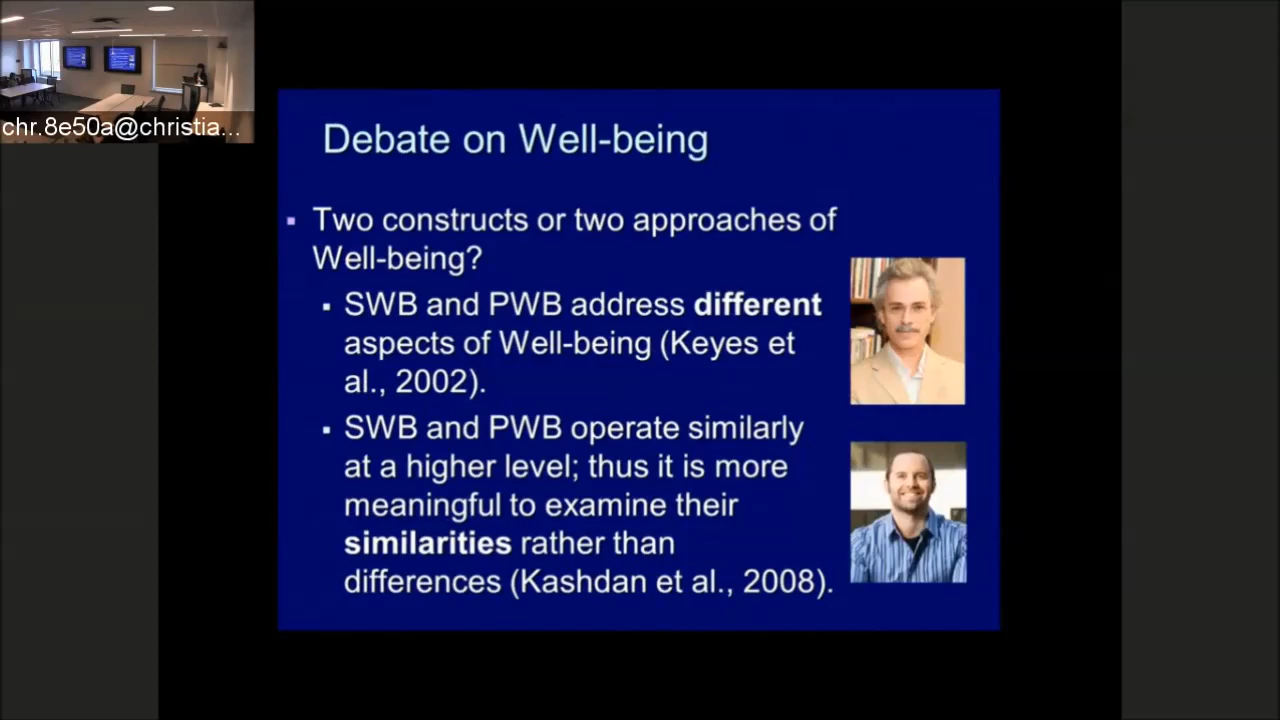 chr.8e50a@christia...
Debate on Well-being
▪ Two constructs or two approaches of
Well-being?
▪ SWB and PWB address different
aspects of Well-being (Keyes et
al., 2002).
▪ SWB and PWB operate similarly
at a higher level; thus it is more
meaningful to examine their
similarities rather than
differences (Kashdan et al., 2008).